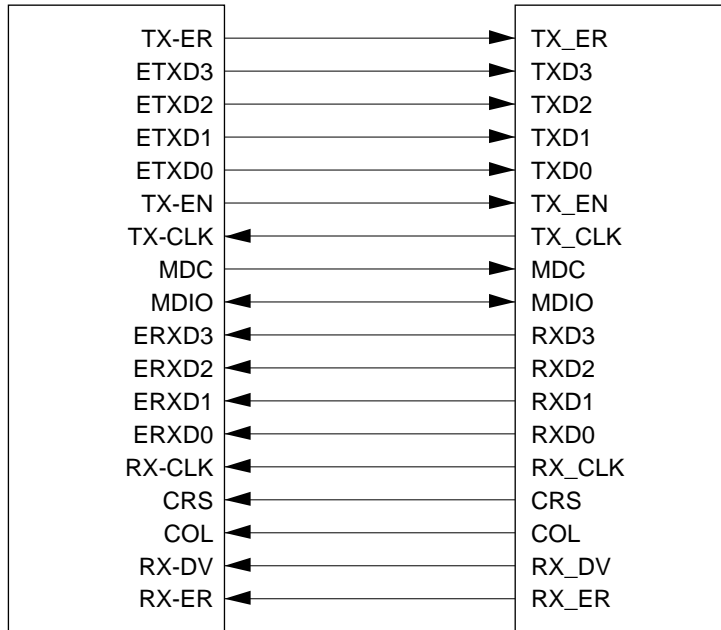 TX-ER TX_ER
ETXD3 TXD3
ETXD2 TXD2
ETXD1 TXD1
ETXD0 TXD0
TX-EN TX_EN
TX-CLK TX_CLK
MDC MDC
MDIO MDIO
ERXD3 RXD3
ERXD2 RXD2
ERXD1 RXD1
ERXD0 RXD0
RX-CLK RX_CLK
CRS CRS
COL COL
RX-DV RX_DV
RX-ER RX_ER